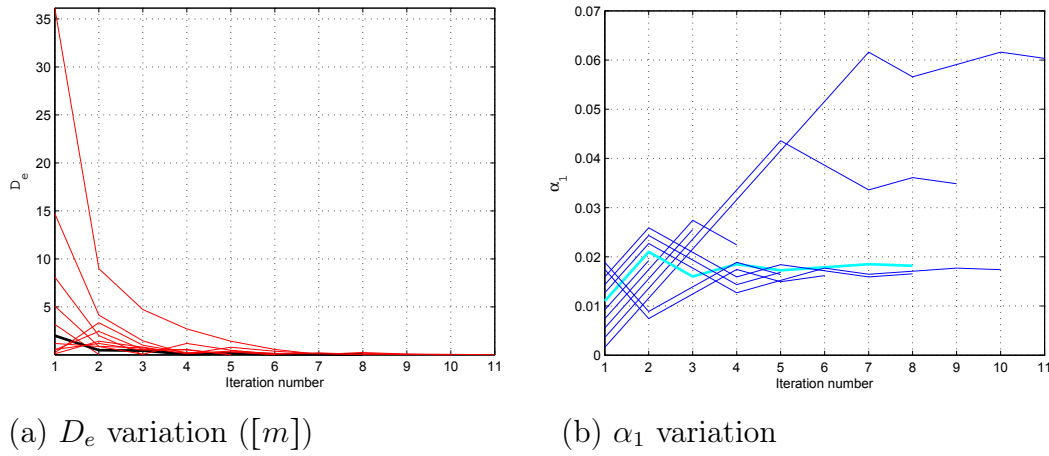 35
30
25
20
15
10
5
D_e
1 2 3 4 5 6 7 8 9 10 11
Iteration number
(a) D_e variation ([m])
0.07
0.06
0.05
0.04
0.03
0.02
0.01
0
α_1
1 2 3 4 5 6 7 8 9 10 11
Iteration number
(b) α_1 variation